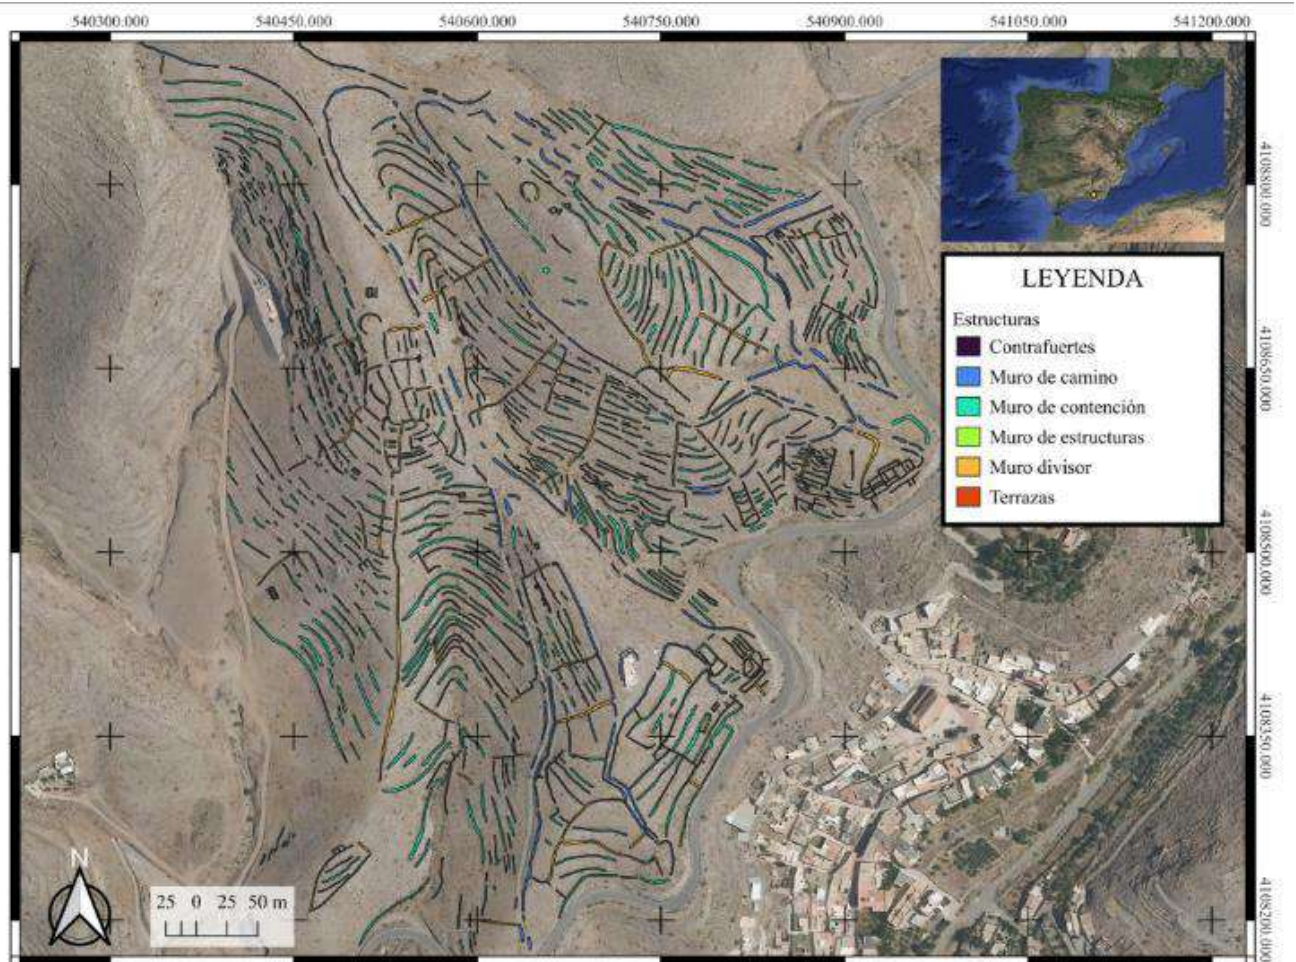 540300.000 540450.000 540600.000 540750.000 540900.000 541050.000 541200.000
4108800.000
4108650.000
4108500.000
4108350.000
4108200.000
LEYENDA
Estructuras
Contrafuertes
Muro de camino
Muro de contención
Muro de estructuras
Muro divisor
Terrazas
N
25 0 25 50 m